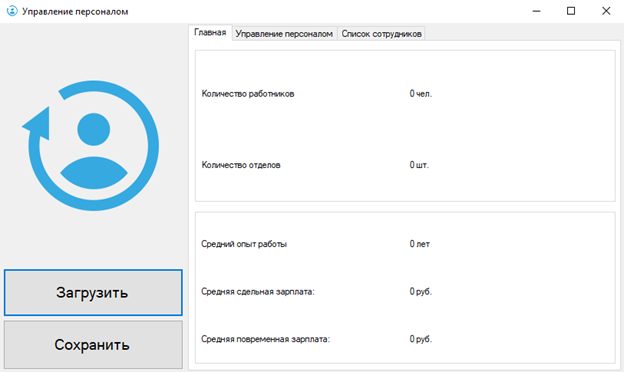 Управление персоналом
Главная Управление персоналом Список сотрудников
Количество работников 0 чел.
Количество отделов 0 шт.
Средний опыт работы 0 лет
Загрузить
Средняя сдельная зарплата: 0 руб.
Сохранить
Средняя повременная зарплата: 0 руб.